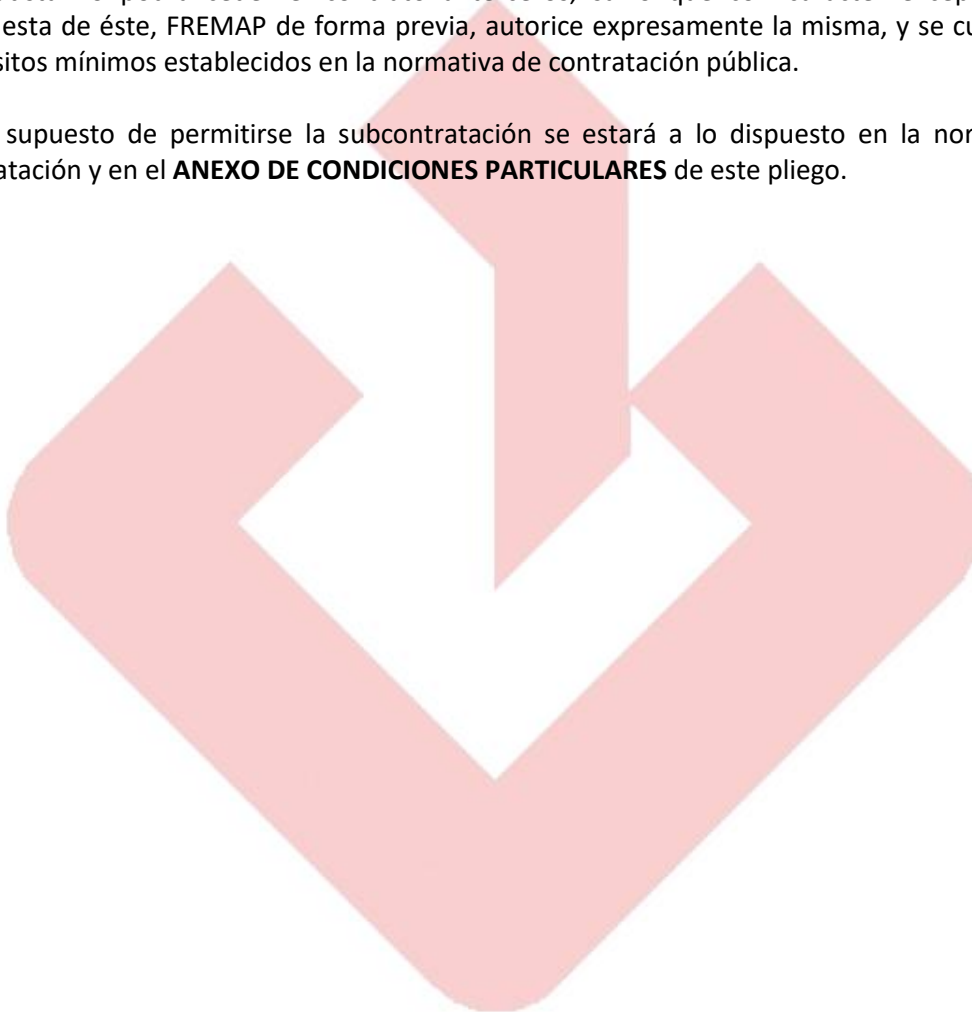 esta de éste, FREMAP de forma previa, autorice expresamente la misma, y se cu
sitos mínimos establecidos en la normativa de contratación pública.
supuesto de permitirse la subcontratación se estará a lo dispuesto en la nor
atación y en el ANEXO DE CONDICIONES PARTICULARES de este pliego.